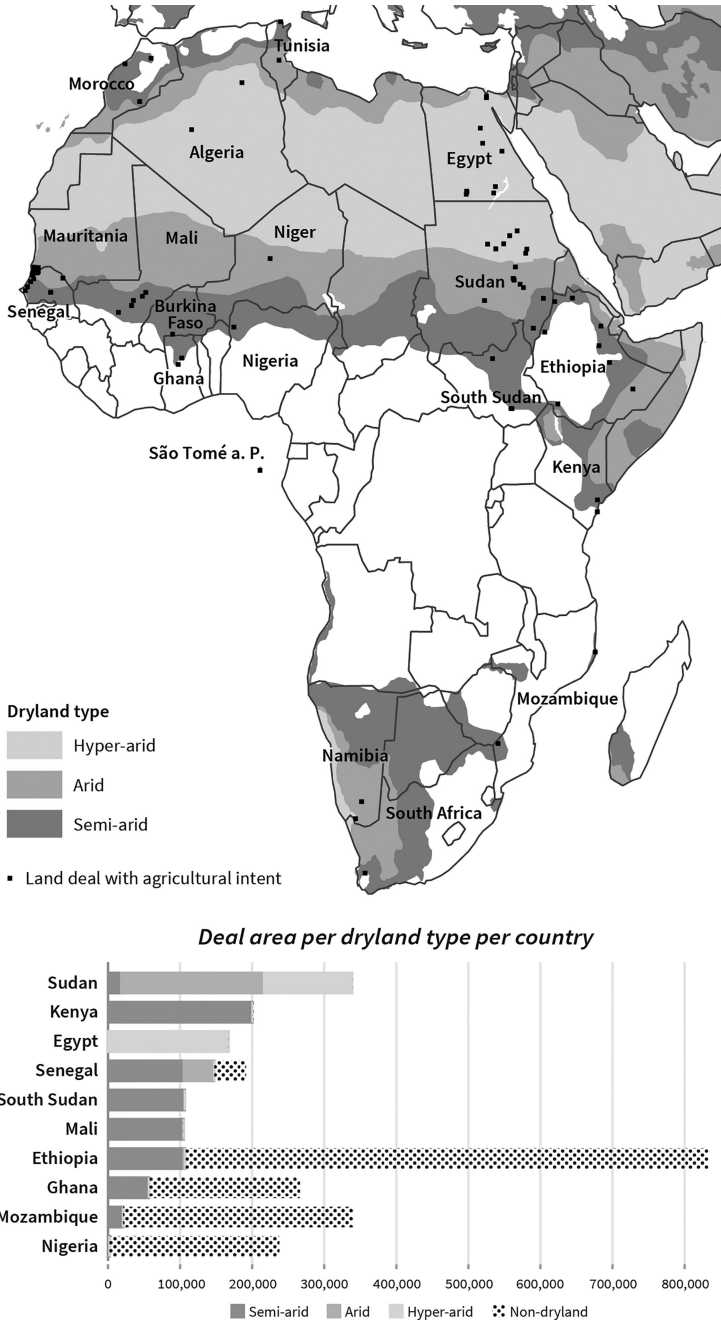 Tunisia
Morocco
Algeria
Egypt
Mauritania
Mali
Niger
Sudan
Senegal
Burkina
Faso
Nigeria
Ghana
Ethiopia
South Sudan
São Tomé a. P.
Kenya
Mozambique
Namibia
South Africa
Dryland type
Hyper-arid
Arid
Semi-arid
Land deal with agricultural intent
Deal area per dryland type per country
Sudan
Kenya
Egypt
Senegal
South Sudan
Mali
Ethiopia
Ghana
Mozambique
Nigeria
0 100,000 200,000 300,000 400,000 500,000 600,000 700,000 800,000
Semi-arid Arid Hyper-arid Non-dryland